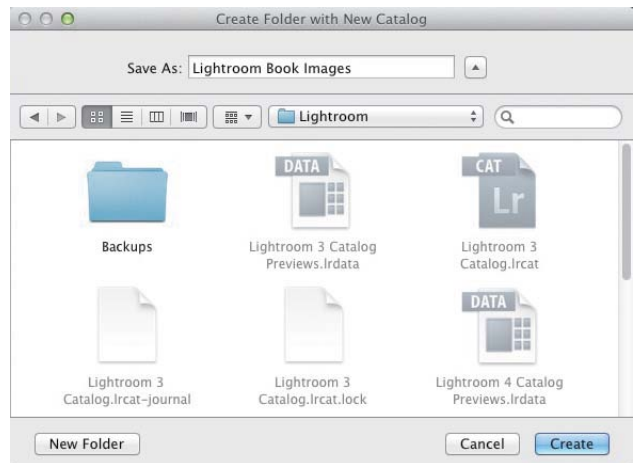 Create Folder with New Catalog
Save As: Lightroom Book Images
Lightroom
DATA
CAT
Lr
Backups
Lightroom 3 Catalog
Previews.lrdata
Lightroom 3
Catalog.lrcat
DATA
Lightroom 3
Catalog.lrcat-journal
Lightroom 3
Catalog.lrcat.lock
Lightroom 4 Catalog
Previews.lrdata
New Folder
Cancel
Create